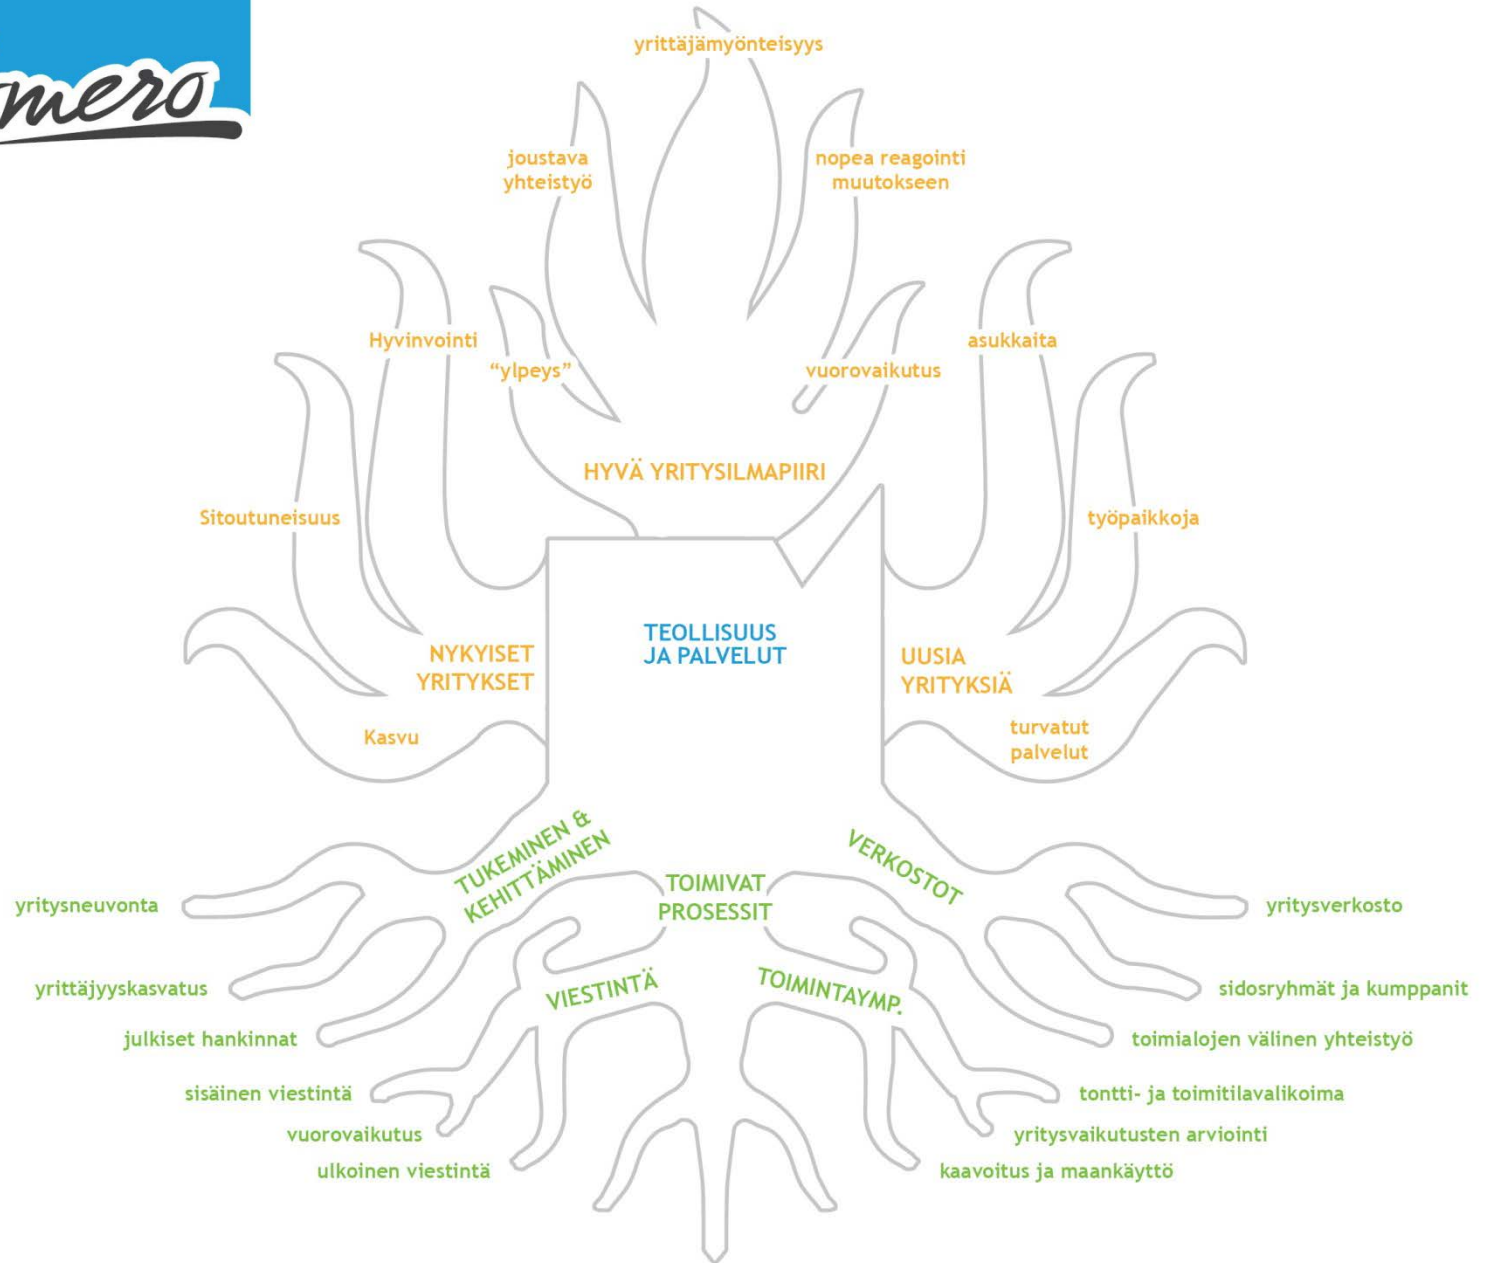 mero
yrittäjämyönteisyys
joustava
yhteistyö
nopea reagointi
muutokseen
Hyvinvointi
"ylpeys"
vuorovaikutus
asukkaita
HYVÄ YRITYSILMAPIIRI
Sitoutuneisuus
työpaikkoja
TEOLLISUUS
JA PALVELUT
NYKYISET
YRITYKSET
UUSIA
YRITYKSIÄ
Kasvu
turvatut
palvelut
TUKEMINEN &
KEHITTÄMINEN
VERKOSTOT
TOIMIVAT
PROSESSIT
yritysneuvonta
yritysverkosto
VIESTINTÄ
TOIMINTAYMP.
yrittäjyyskasvatus
sidosryhmät ja kumppanit
julkiset hankinnat
toimialojen välinen yhteistyö
sisäinen viestintä
tontti- ja toimitilavalikoima
vuorovaikutus
yritysvaikutusten arviointi
ulkoinen viestintä
kaavoitus ja maankäyttö